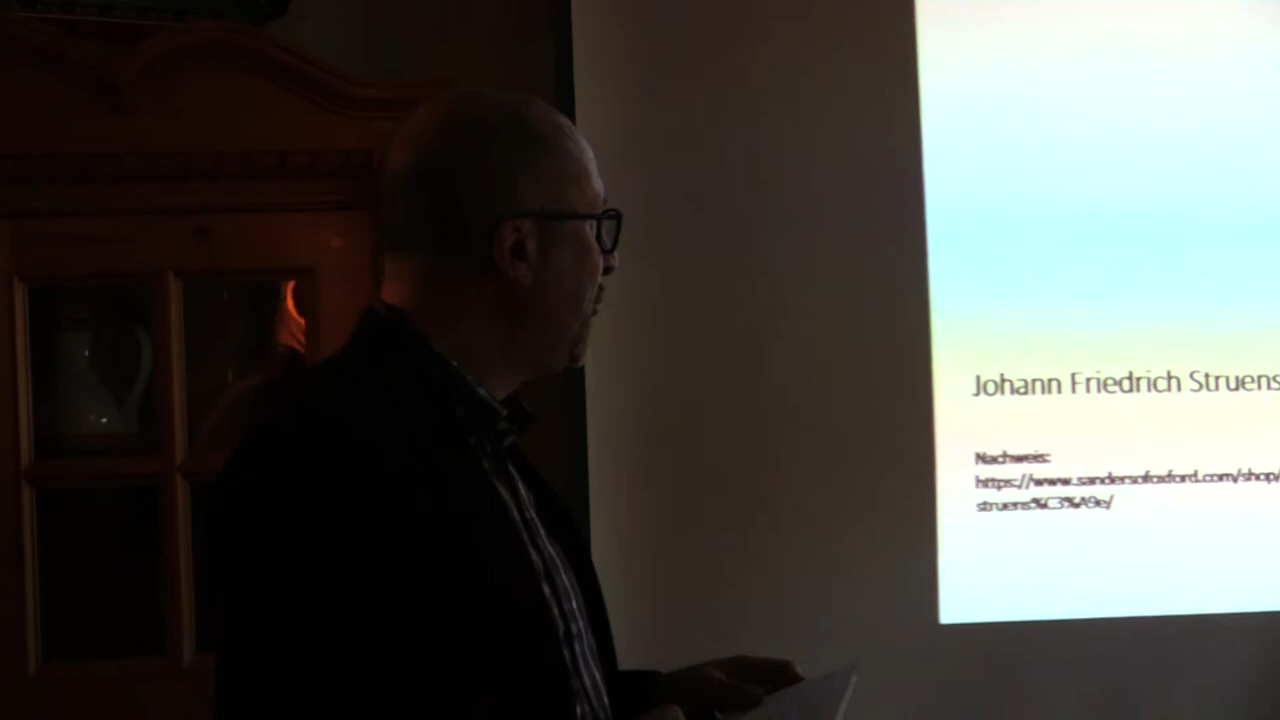 Johann Friedrich Struens
Nachweis:
https://www.sandersofoxford.com/shop/
struens%C3%A9e/